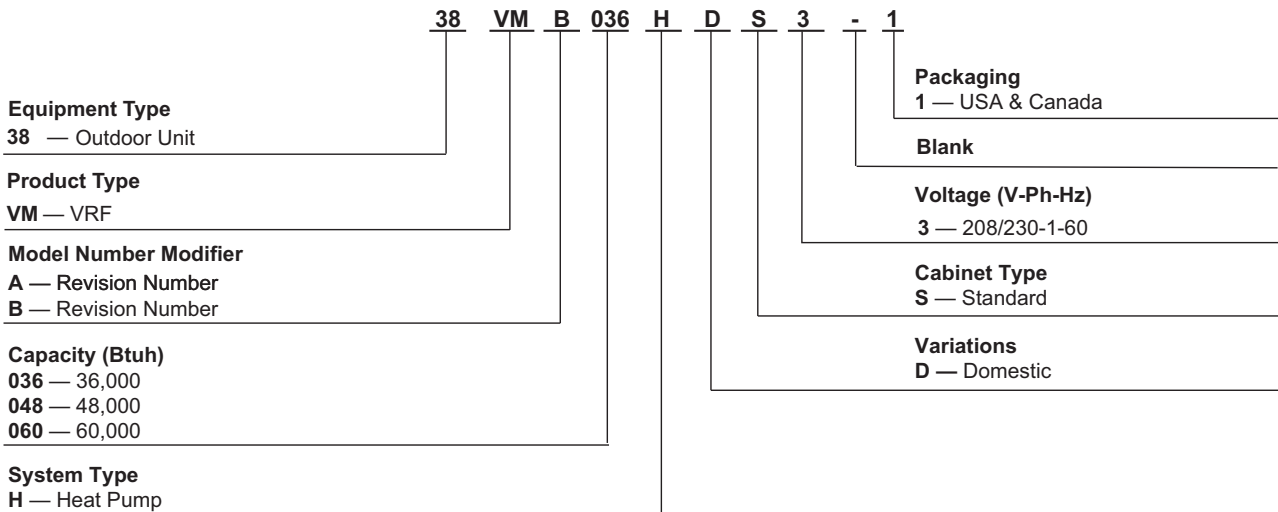 38 VM B 036 H D S 3 - 1
Equipment Type
38 — Outdoor Unit
Product Type
VM — VRF
Model Number Modifier
A — Revision Number
B — Revision Number
Capacity (Btuh)
036 — 36,000
048 — 48,000
060 — 60,000
System Type
H — Heat Pump
Packaging
1 — USA & Canada
Blank
Voltage (V-Ph-Hz)
3 — 208/230-1-60
Cabinet Type
S — Standard
Variations
D — Domestic